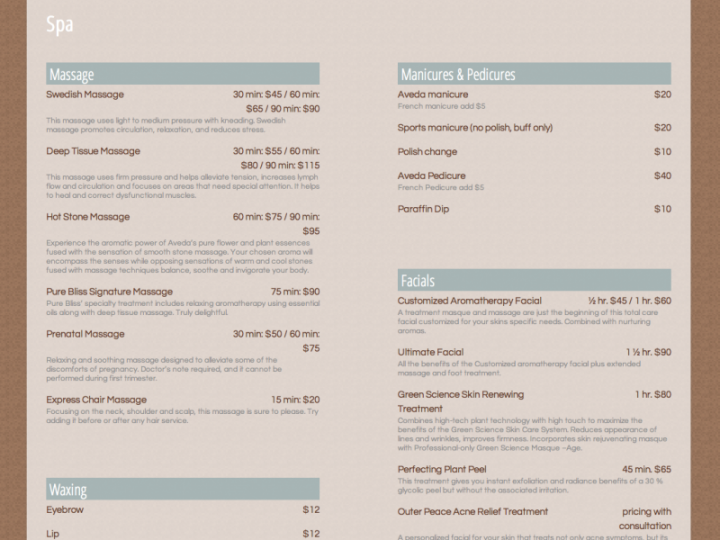 Spa
Massage
Swedish Massage 30 min: $45 / 60 min:
$65 / 90 min: $90
This massage uses light to medium pressure with kneading. Swedish
massage promotes circulation, relaxation, and reduces stress.
Deep Tissue Massage 30 min: $55 / 60 min:
$80 / 90 min: $115
This massage uses firm pressure and helps alleviate tension, increases lymph
flow and circulation and focuses on areas that need special attention. It helps
to heal and correct dysfunctional muscles.
Hot Stone Massage 60 min: $75 / 90 min:
$95
Experience the aromatic power of Aveda's pure flower and plant essences
fused with the sensation of smooth stone massage. Your chosen aroma will
encompass the senses while opposing sensations of warm and cool stones
fused with massage techniques balance, soothe and invigorate your body.
Pure Bliss Signature Massage 75 min: $90
Pure Bliss' specialty treatment includes relaxing aromatherapy using essential
oils along with deep tissue massage. Truly delightful.
Prenatal Massage 30 min: $50 / 60 min:
$75
Relaxing and soothing massage designed to alleviate some of the
discomforts of pregnancy. Doctor's note required, and it cannot be
performed during first trimester.
Express Chair Massage 15 min: $20
Focusing on the neck, shoulder and scalp, this massage is sure to please. Try
adding it before or after any hair service.
Waxing
Eyebrow $12
Lip $12
Manicures & Pedicures
Aveda manicure $20
French manicure add $5
Sports manicure (no polish, buff only) $20
Polish change $10
Aveda Pedicure $40
French Pedicure add $5
Paraffin Dip $10
Facials
Customized Aromatherapy Facial ½ hr. $45 / 1 hr. $60
A treatment masque and massage are just the beginning of this total care
facial customized for your skins specific needs. Combined with nurturing
aromas.
Ultimate Facial 1 ½ hr. $90
All the benefits of the Customized aromatherapy facial plus extended
massage and foot treatment.
Green Science Skin Renewing 1 hr. $80
Treatment
Combines high-tech plant technology with high touch to maximize the
benefits of the Green Science Skin Care System. Reduces appearance of
lines and wrinkles, improves firmness. Incorporates skin rejuvenating masque
with Professional-only Green Science Masque -Age.
Perfecting Plant Peel 45 min. $65
This treatment gives you instant exfoliation and radiance benefits of a 30 %
glycolic peel but without the associated irritation.
Outer Peace Acne Relief Treatment pricing with
consultation
A personalized facial for your skin that treats not only acne symptoms, but its